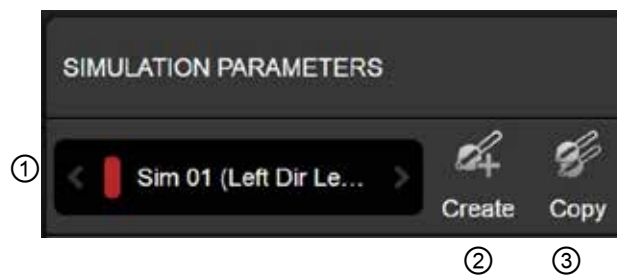 SIMULATION PARAMETERS
① Sim 01 (Left Dir Le...
Create Copy
② ③